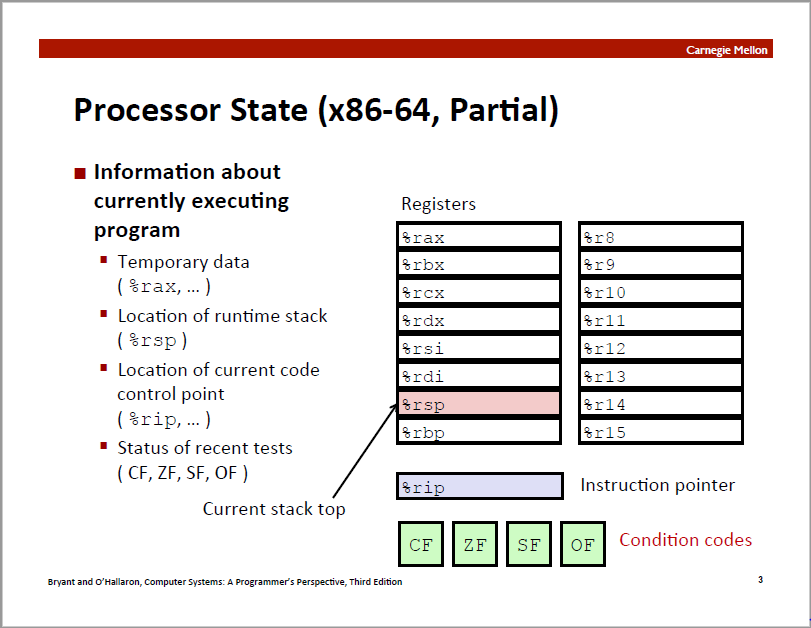 Carnegie Mellon
Processor State (x86-64, Partial)
Information about
currently executing
program
Temporary data
( %rax, … )
Location of runtime stack
( %rsp )
Location of current code
control point
( %rip, … )
Status of recent tests
( CF, ZF, SF, OF )
Current stack top
Registers
%rax
%rbx
%rcx
%rdx
%rsi
%rdi
%rsp
%rbp
%r8
%r9
%r10
%r11
%r12
%r13
%r14
%r15
%rip
Instruction pointer
CF ZF SF OF
Condition codes
Bryant and O'Hallaron, Computer Systems: A Programmer's Perspective, Third Edition
3